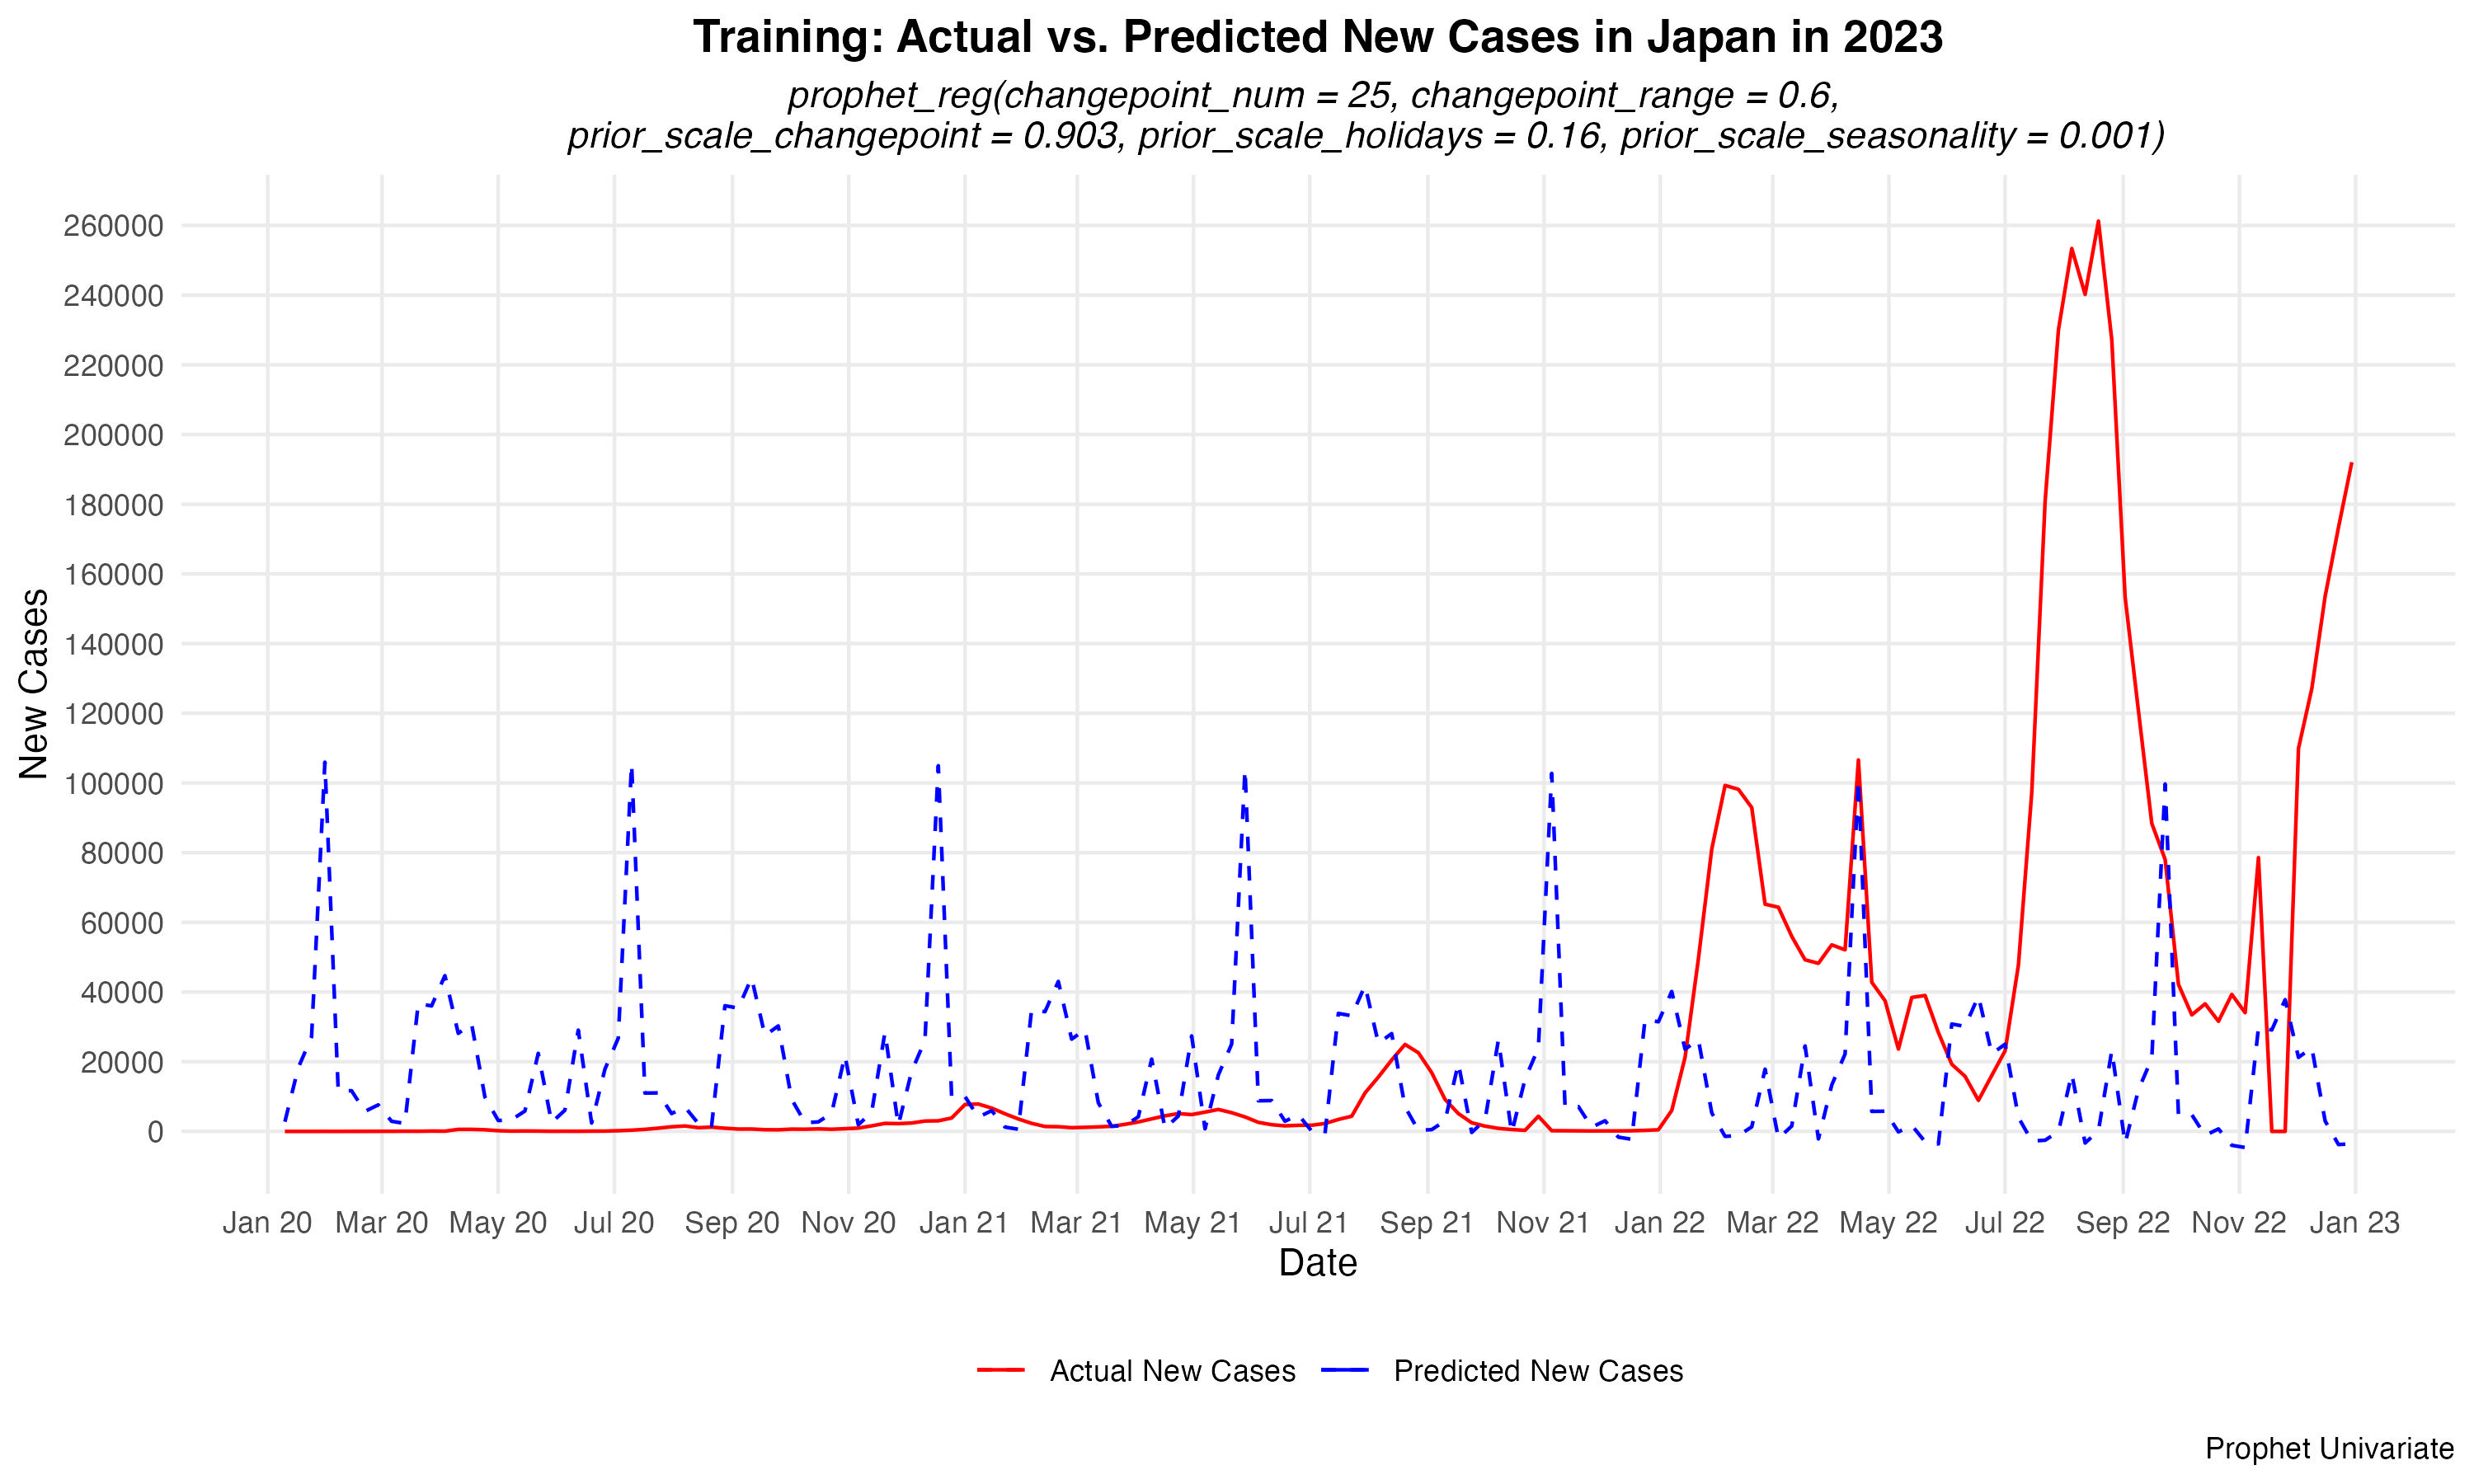 Training: Actual vs. Predicted New Cases in Japan in 2023
prophet_reg(changepoint_num = 25, changepoint_range = 0.6,
prior_scale_changepoint = 0.903, prior_scale_holidays = 0.16, prior_scale_seasonality = 0.001)
New Cases
260000
240000
220000
200000
180000
160000
140000
120000
100000
80000
60000
40000
20000
0
Jan 20 Mar 20 May 20 Jul 20 Sep 20 Nov 20 Jan 21 Mar 21 May 21 Jul 21 Sep 21 Nov 21 Jan 22 Mar 22 May 22 Jul 22 Sep 22 Nov 22 Jan 23
Date
Actual New Cases Predicted New Cases
Prophet Univariate